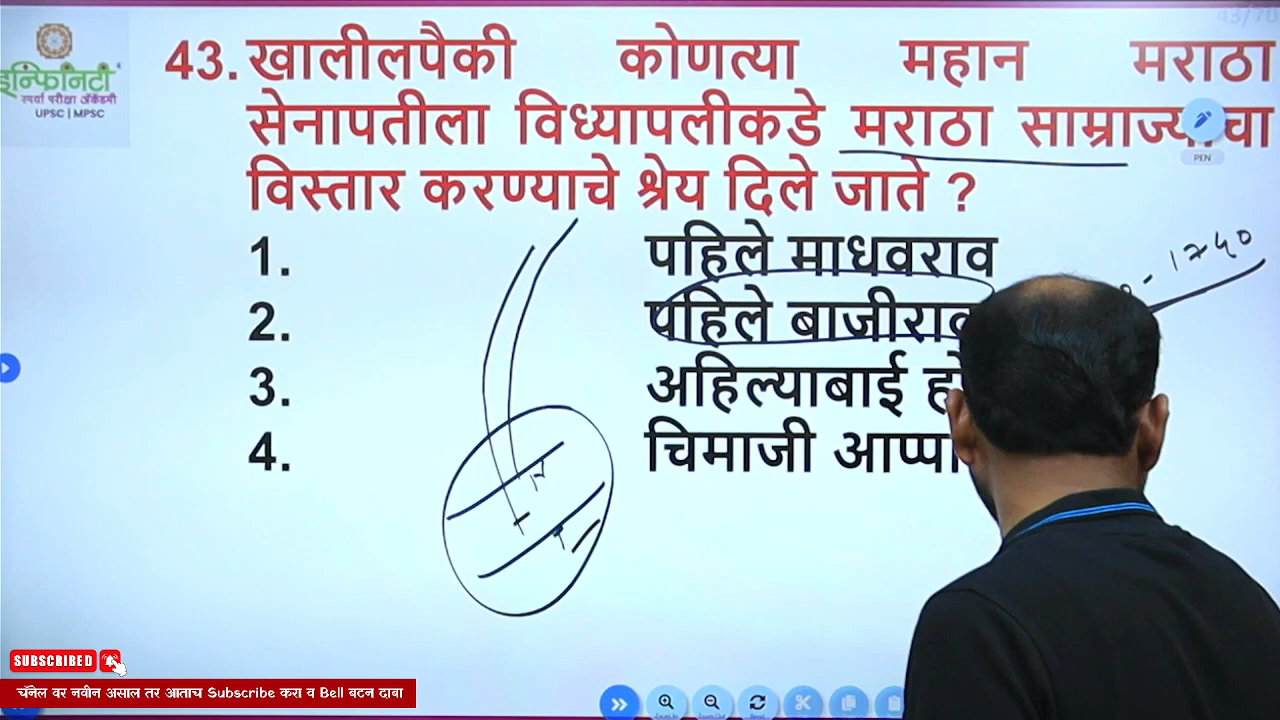 43/70
इन्फिनिटी
स्पर्धा परीक्षा अ‍ॅकॅडमी
UPSC | MPSC
43. खालीलपैकी कोणत्या महान मराठा
सेनापतीला विध्यापलीकडे मराठा साम्राज्याचा
विस्तार करण्याचे श्रेय दिले जाते ?
PEN
1. पहिले माधवराव
- 1740
2. पहिले बाजीराव
3. अहिल्याबाई
4. चिमाजी आप्पा
SUBSCRIBED
चॅनेल वर नवीन असाल तर आताच Subscribe करा व Bell बटन दाबा